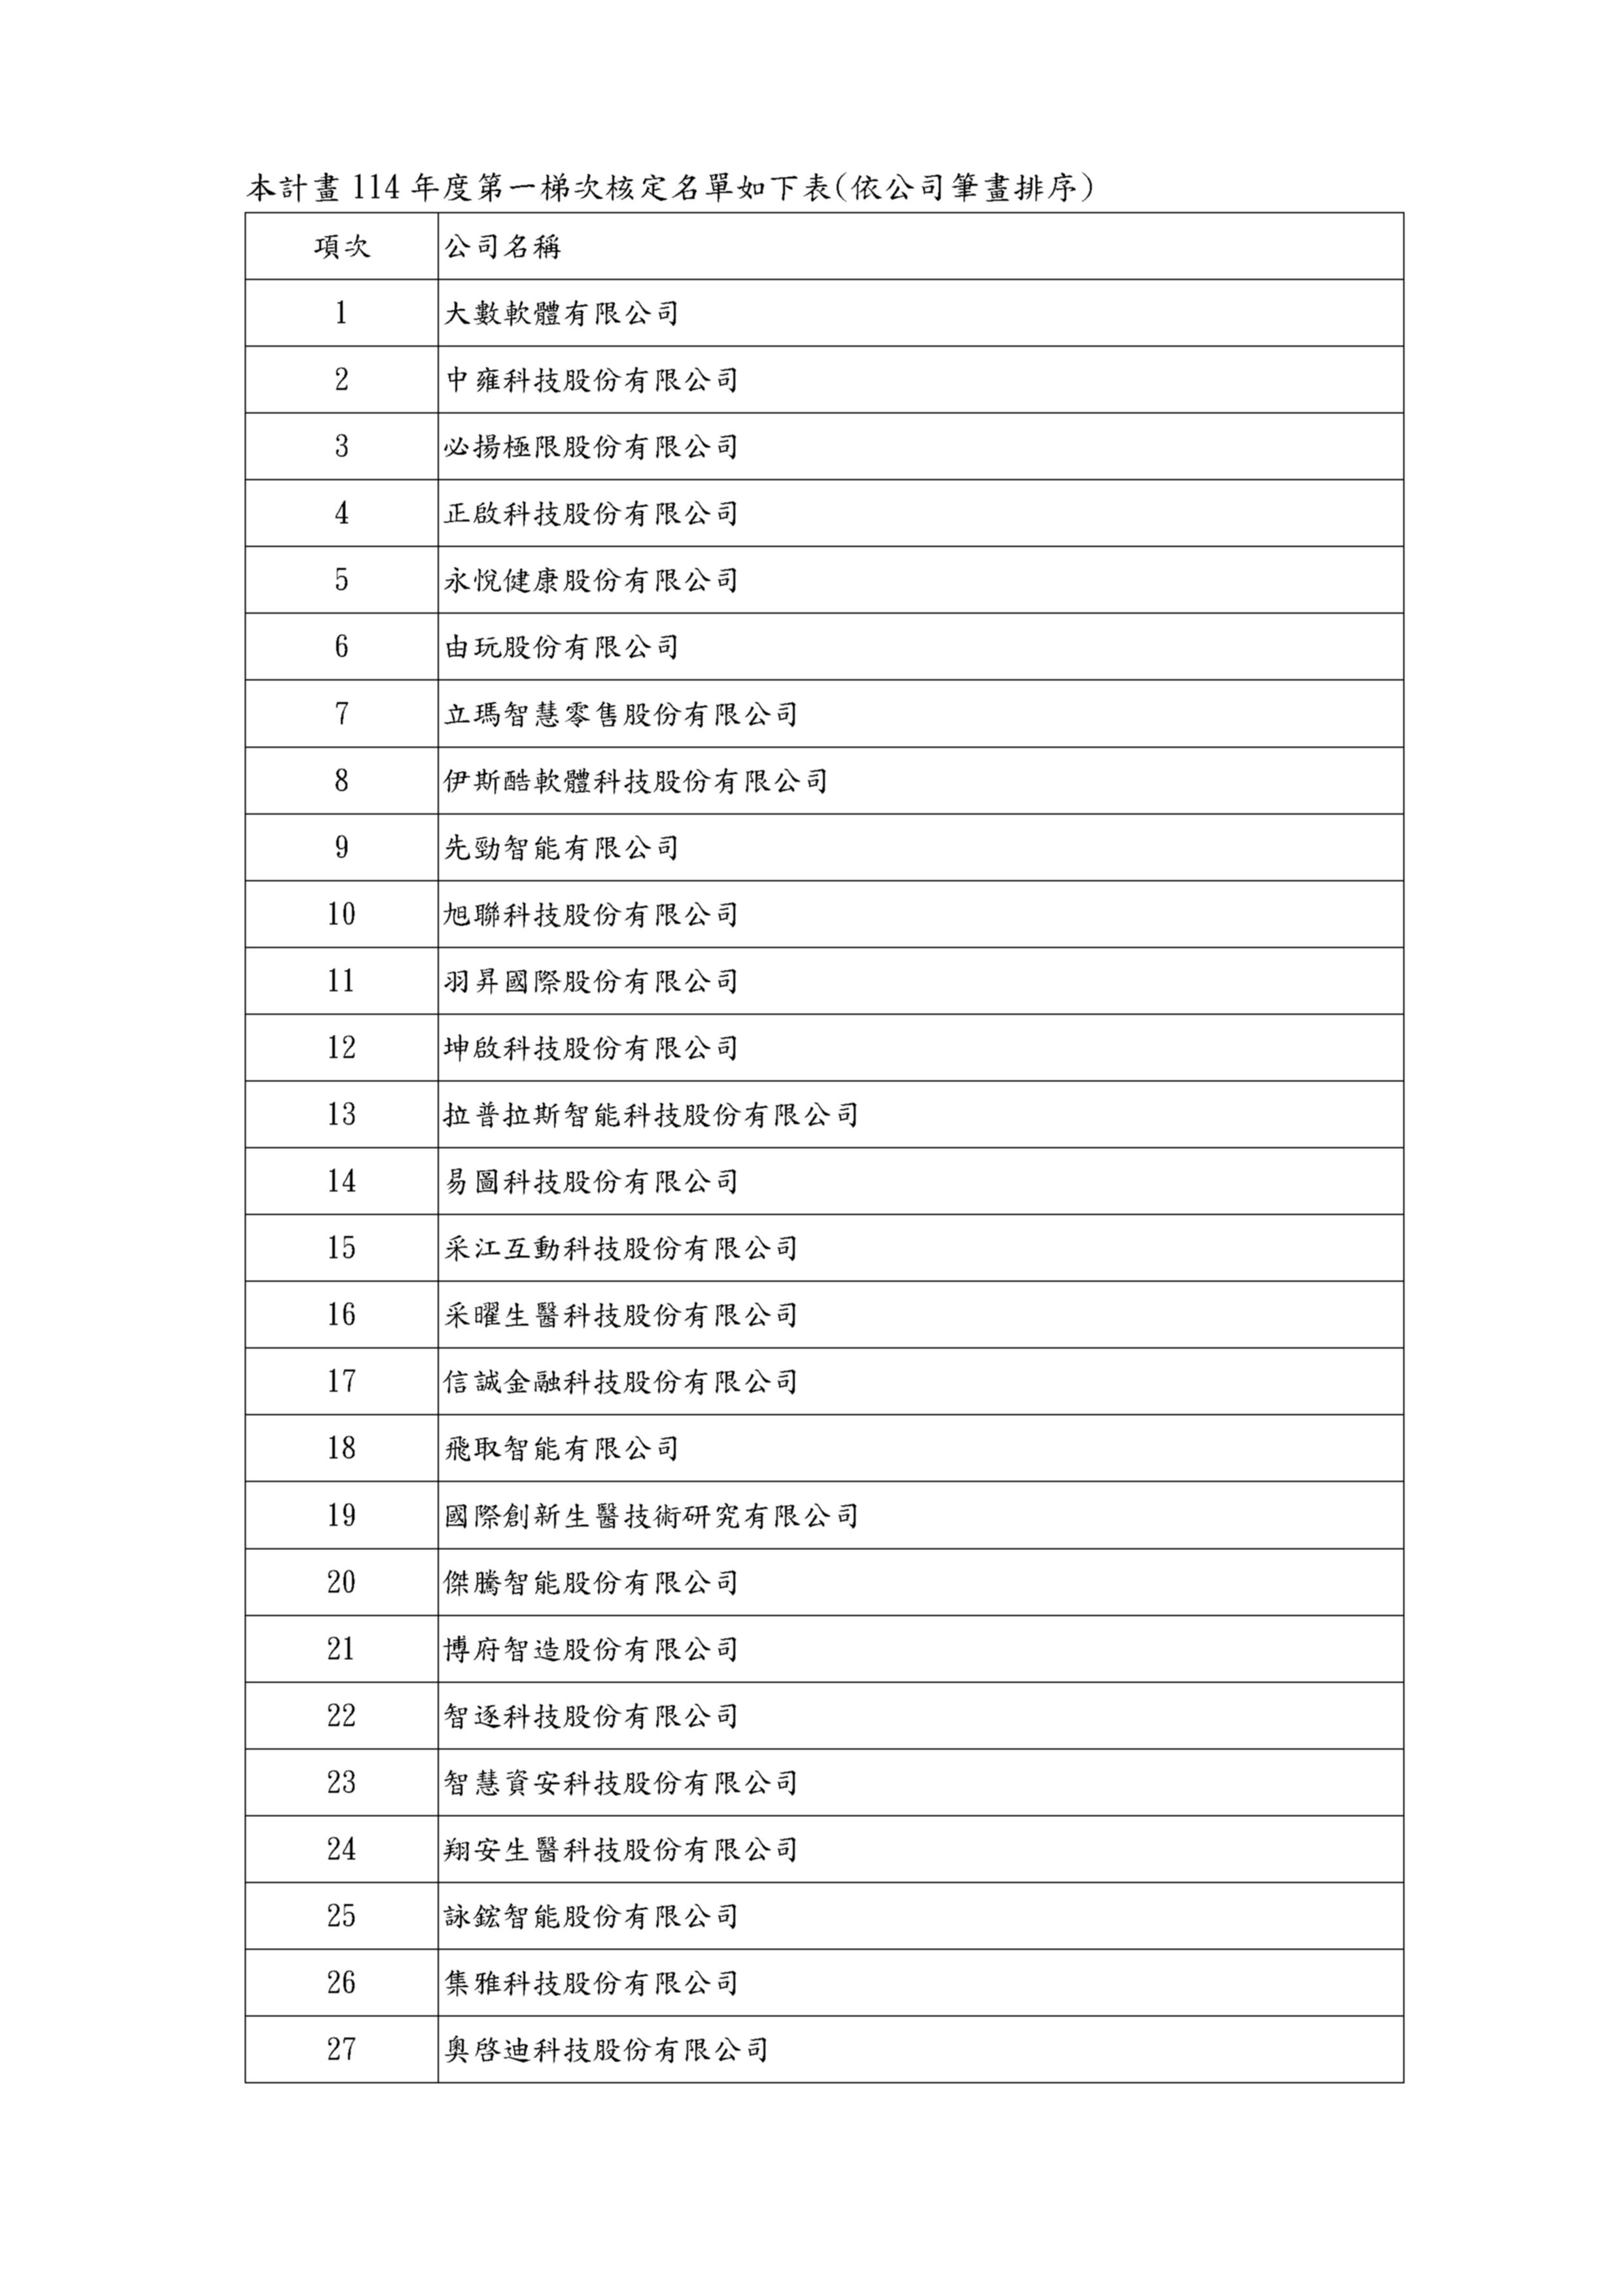 本計畫 114 年度第一梯次核定名單如下表(依公司筆畫排序)
項次 公司名稱
1 大數軟體有限公司
2 中雍科技股份有限公司
3 必揚極限股份有限公司
4 正啟科技股份有限公司
5 永悅健康股份有限公司
6 由玩股份有限公司
7 立瑪智慧零售股份有限公司
8 伊斯酷軟體科技股份有限公司
9 先勁智能有限公司
10 旭聯科技股份有限公司
11 羽昇國際股份有限公司
12 坤啟科技股份有限公司
13 拉普拉斯智能科技股份有限公司
14 易圖科技股份有限公司
15 采江互動科技股份有限公司
16 采曜生醫科技股份有限公司
17 信誠金融科技股份有限公司
18 飛取智能有限公司
19 國際創新生醫技術研究有限公司
20 傑騰智能股份有限公司
21 博府智造股份有限公司
22 智逐科技股份有限公司
23 智慧資安科技股份有限公司
24 翔安生醫科技股份有限公司
25 詠鋐智能股份有限公司
26 集雅科技股份有限公司
27 奧啓迪科技股份有限公司